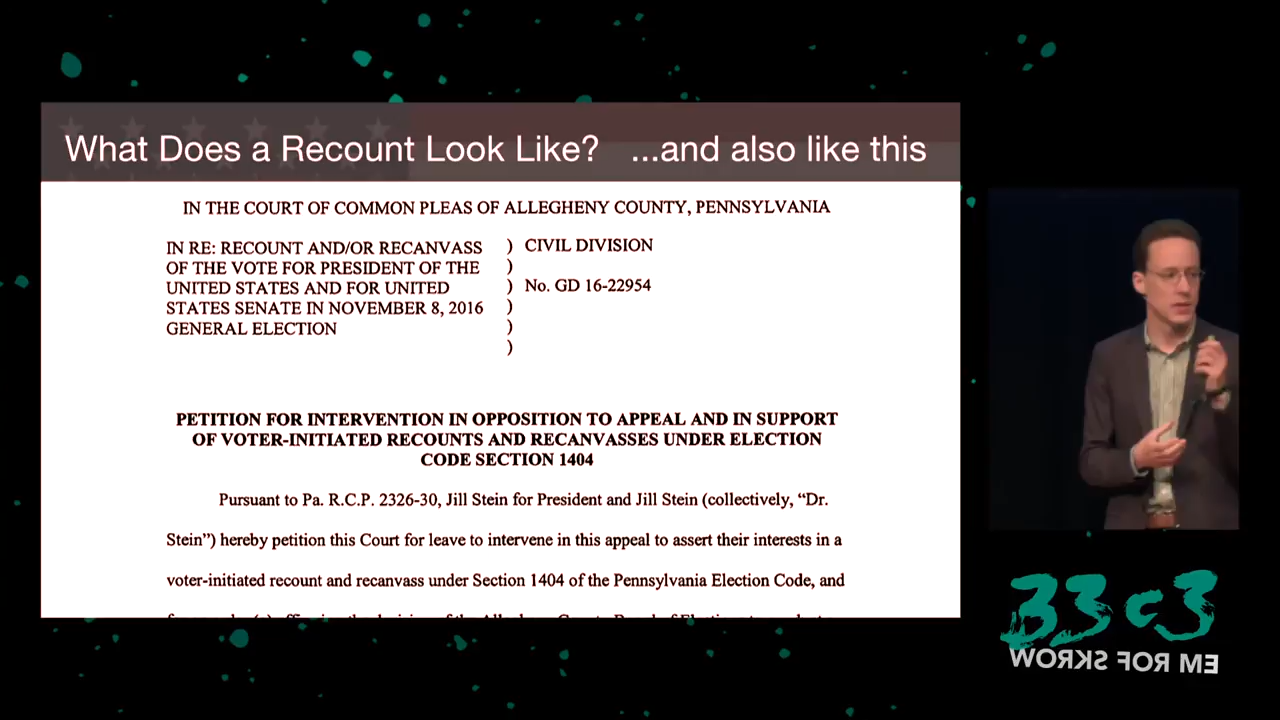 What Does a Recount Look Like? ...and also like this
IN THE COURT OF COMMON PLEAS OF ALLEGHENY COUNTY, PENNSYLVANIA
IN RE: RECOUNT AND/OR RECANVASS ) CIVIL DIVISION
OF THE VOTE FOR PRESIDENT OF THE )
UNITED STATES AND FOR UNITED ) No. GD 16-22954
STATES SENATE IN NOVEMBER 8, 2016 )
GENERAL ELECTION )
)
PETITION FOR INTERVENTION IN OPPOSITION TO APPEAL AND IN SUPPORT
OF VOTER-INITIATED RECOUNTS AND RECANVASSES UNDER ELECTION
CODE SECTION 1404
Pursuant to Pa. R.C.P. 2326-30, Jill Stein for President and Jill Stein (collectively, “Dr.
Stein”) hereby petition this Court for leave to intervene in this appeal to assert their interests in a
voter-initiated recount and recanvass under Section 1404 of the Pennsylvania Election Code, and
33c3
WORKS FOR ME